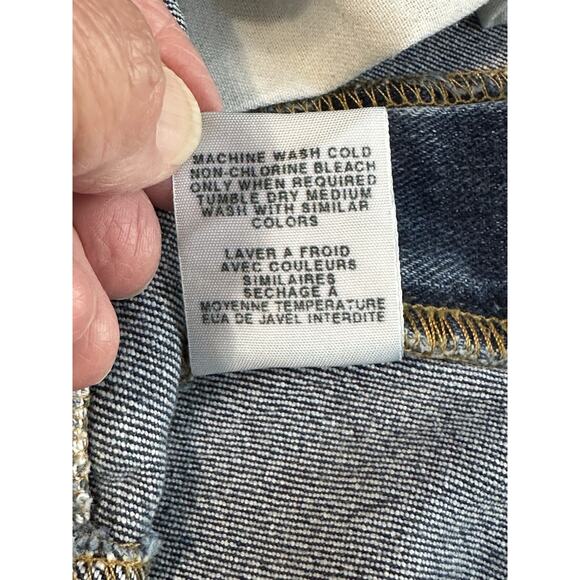 MACHINE WASH COLD
NON-CHLORINE BLEACH
ONLY WHEN REQUIRED
TUMBLE DRY MEDIUM
WASH WITH SIMILAR
COLORS
LAVER A FROID
AVEC COULEURS
SIMILAIRES
SECHAGE A
MOYENNE TEMPERATURE
EUA DE JAVEL INTERDITE